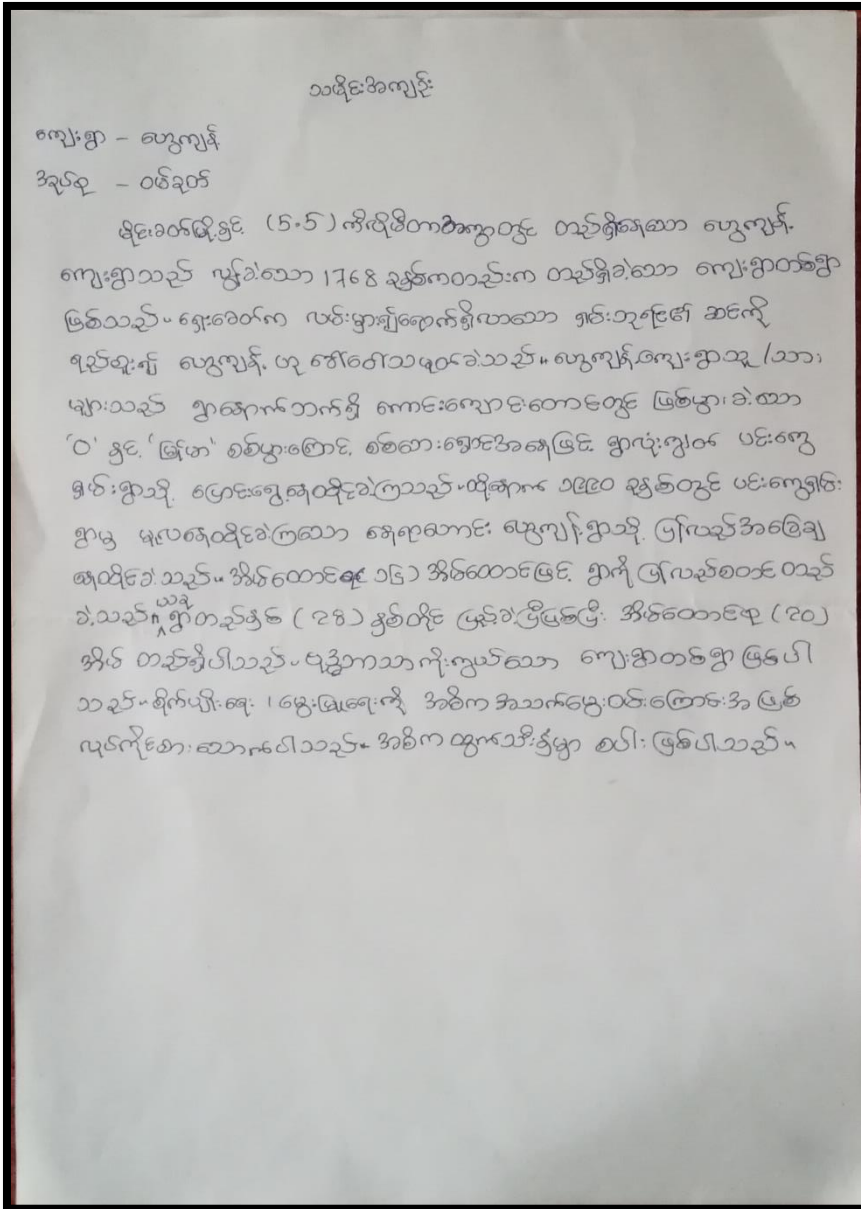 သမိုင်းအကျဉ်း
ကျေးရွာ - ဟွေကျန့်
အုပ်စု - ဝမ်ခုတ်
မိုင်းခတ်မြို့နှင့် (5.5) ကီလိုမီတာအကွာတွင် တည်ရှိနေသော ဟွေကျန့်
ကျေးရွာသည် လွန်ခဲ့သော 1768 ခုနှစ်ကတည်းက တည်ရှိခဲ့သော ကျေးရွာတစ်ရွာ
ဖြစ်သည်။ ရှေးခေတ်က လမ်းမှား၍ရောက်ရှိလာသော ရှမ်းဘုရင်၏ ဆင်ကို
ရည်စူး၍ ဟွေကျန့် ဟု ခေါ်ဝေါ်သမုတ်ခဲ့သည်။ ဟွေကျန့်ကျေးရွာသူ/သား
များသည် ရွာနောက်ဘက်ရှိ ကောင်းကျောင်းတောင်တွင် ဖြစ်ပွားခဲ့သော
'ဝ' နှင့် 'မြန်မာ' စစ်ပွဲကြောင့် စစ်ဘေးရှောင်အနေဖြင့် ရွာလုံးကျွတ် ပင်းကွေ
ရှမ်းရွာသို့ ပြောင်းရွှေ့နေထိုင်ခဲ့ကြသည်။ ထို့နောက် ၁၉၉၀ ခုနှစ်တွင် ပင်းကွေရှမ်း
ရွာမှ မူလနေထိုင်ခဲ့ကြသော နေရာဟောင်း ဟွေကျန့်ရွာသို့ ပြန်လည်အခြေချ
နေထိုင်ခဲ့သည်။ အိမ်ထောင်စု ၁၆) အိမ်ထောင်ဖြင့် ရွာကို ပြန်လည်စတင် တည်
ခဲ့သည်။ ယခု ရွာတည်နှစ် (၂၈) နှစ်တိုင် ပြည့်ခဲ့ပြီဖြစ်ပြီး အိမ်ထောင်စု (၃၀)
အိမ် တည်ရှိပါသည်။ ဗုဒ္ဓဘာသာကိုးကွယ်သော ကျေးရွာတစ်ရွာ ဖြစ်ပါ
သည်။ စိုက်ပျိုးရေး ၊ မွေးမြူရေးကို အဓိက အသက်မွေးဝမ်းကြောင်းအဖြစ်
လုပ်ကိုင်စားသောက်ပါသည်။ အဓိက ထွက်သီးနှံမှာ စပါး ဖြစ်ပါသည်။